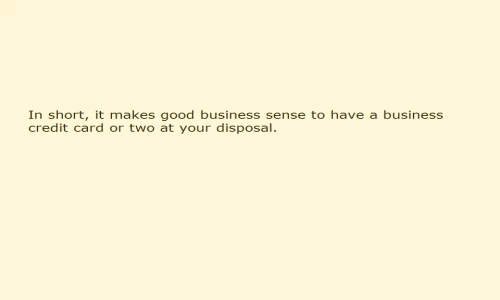 In short, it makes good business sense to have a business
credit card or two at your disposal.